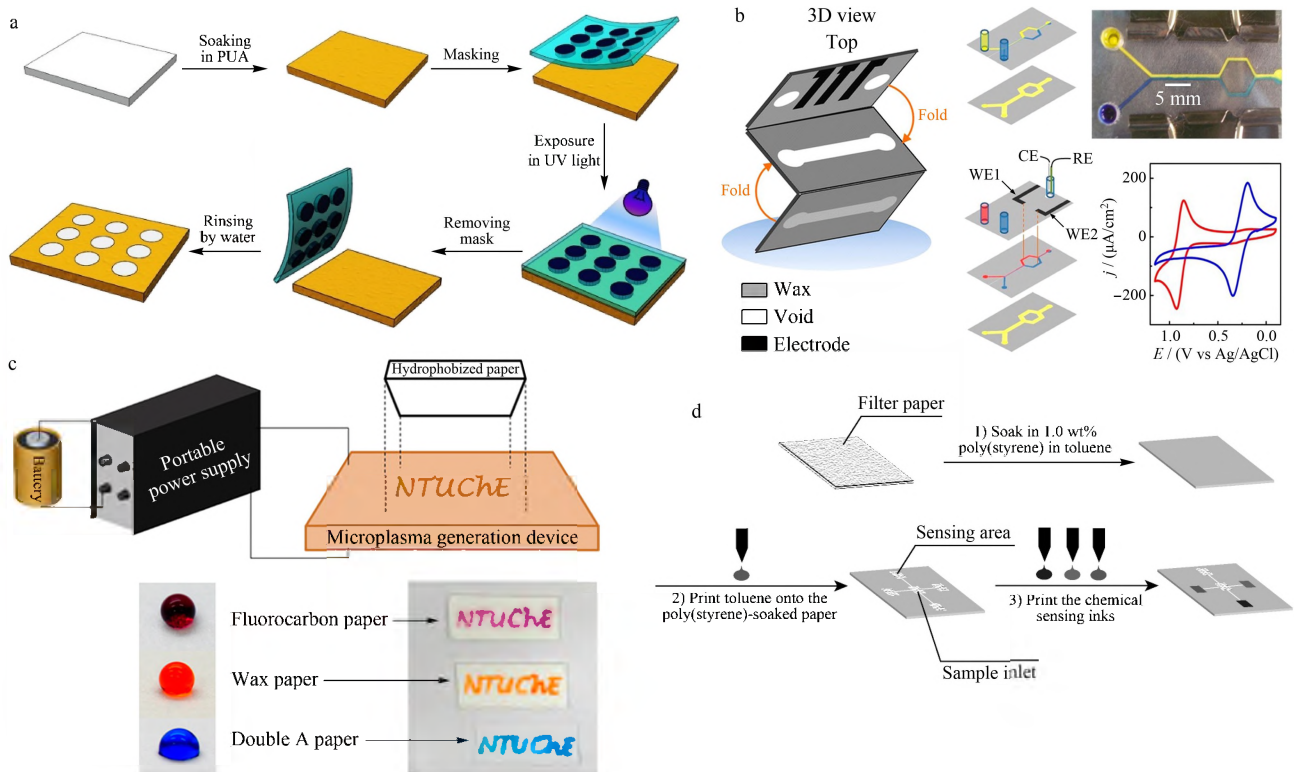 a
Soaking
in PUA
Masking
Exposure
in UV light
Removing
mask
Rinsing
by water
b
3D view
Top
Fold
Fold
Wax
Void
Electrode
5 mm
CE
RE
WE1
WE2
200
0
−200
j / (μA/cm²)
1.0
0.5
0.0
E / (V vs Ag/AgCl)
c
Hydrophobized paper
Battery
Portable
power supply
NTUChE
Microplasma generation device
Fluorocarbon paper
NTUChE
Wax paper
NTUChE
Double A paper
NTUChE
d
Filter paper
1) Soak in 1.0 wt%
poly(styrene) in toluene
Sensing area
2) Print toluene onto the
poly(styrene)-soaked paper
3) Print the chemical
sensing inks
Sample inlet